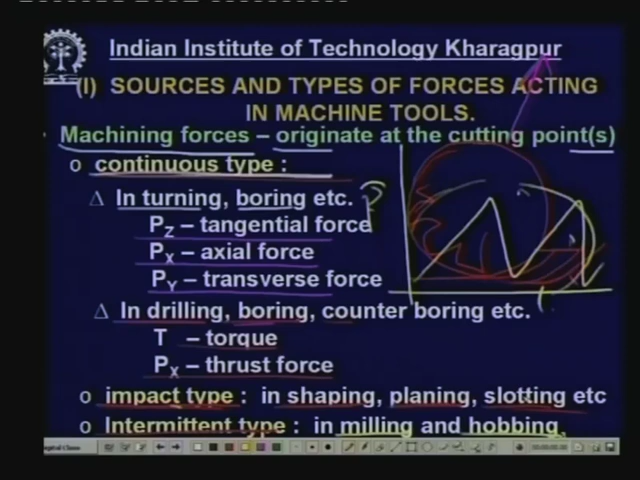 Indian Institute of Technology Kharagpur
(I) SOURCES AND TYPES OF FORCES ACTING
IN MACHINE TOOLS.
Machining forces – originate at the cutting point(s)
o continuous type :
Δ In turning, boring etc.
P
PZ – tangential force
PX – axial force
PY – transverse force
Δ In drilling, boring, counter boring etc.
T – torque
PX – thrust force
o impact type : in shaping, planing, slotting etc
o Intermittent type : in milling and hobbing,